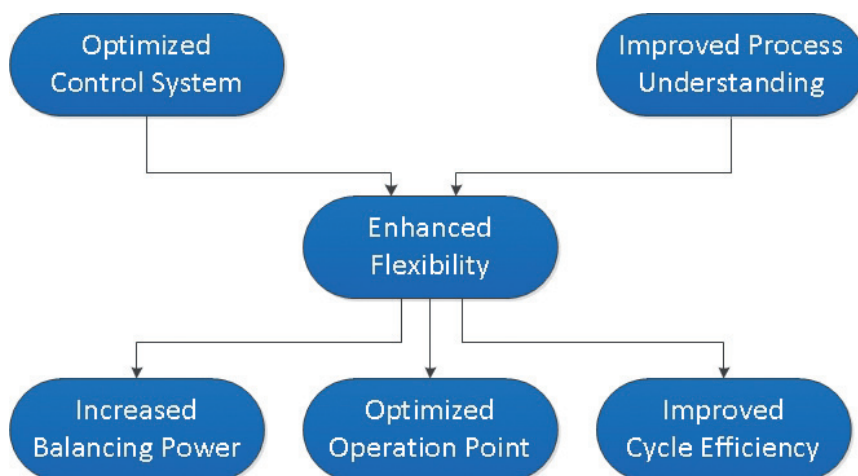 Optimized
Control System
Improved Process
Understanding
Enhanced
Flexibility
Increased
Balancing Power
Optimized
Operation Point
Improved
Cycle Efficiency